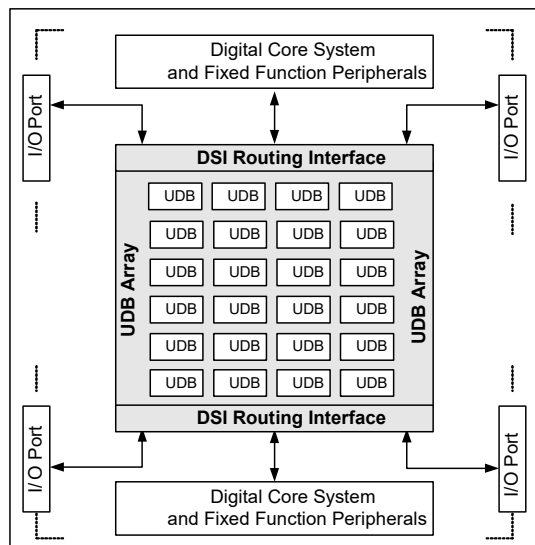 Digital Core System
and Fixed Function Peripherals
I/O Port
I/O Port
DSI Routing Interface
UDB Array
UDB UDB UDB UDB
UDB UDB UDB UDB
UDB UDB UDB UDB
UDB UDB UDB UDB
UDB UDB UDB UDB
UDB UDB UDB UDB
UDB Array
DSI Routing Interface
I/O Port
I/O Port
Digital Core System
and Fixed Function Peripherals